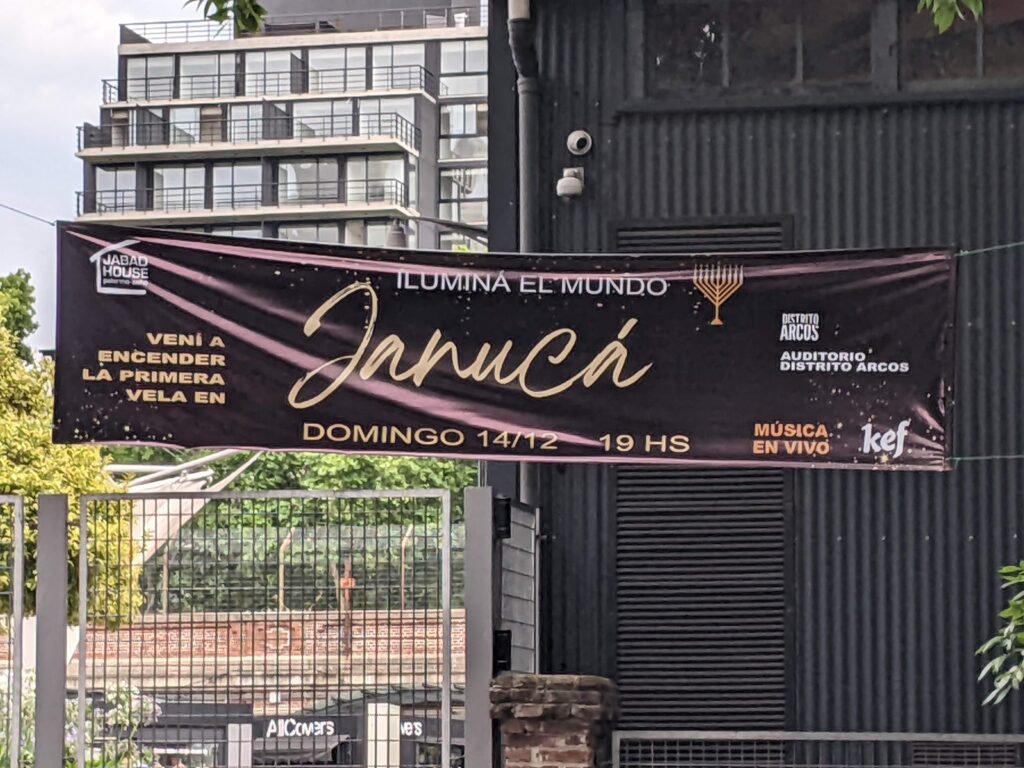 JABAD
HOUSE
palermo-soho
ILUMINÁ EL MUNDO
Janucá
VENÍ A
ENCENDER
LA PRIMERA
VELA EN
DISTRITO
ARCOS
AUDITORIO
DISTRITO ARCOS
DOMINGO 14/12 19 HS
MÚSICA
EN VIVO
kef
AllCovers